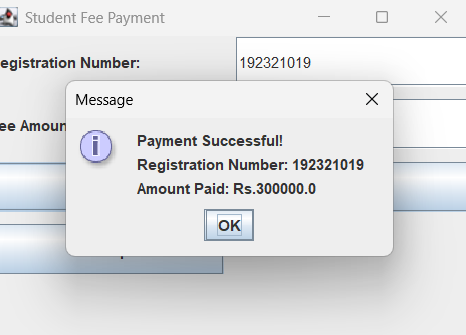 Student Fee Payment
egistration Number:
192321019
Message
ee Amoun
Payment Successful!
Registration Number: 192321019
Amount Paid: Rs.300000.0
OK